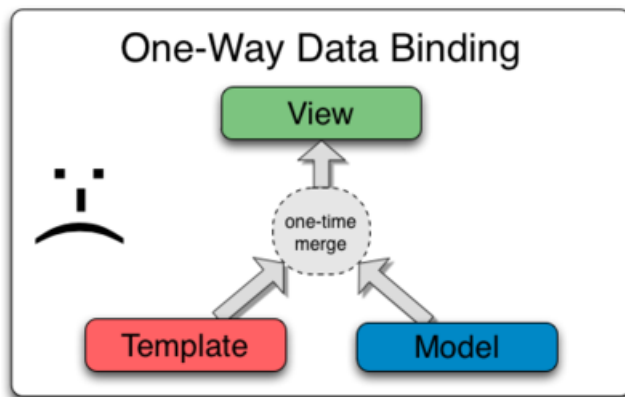 One-Way Data Binding
View
one-time
merge
Template
Model